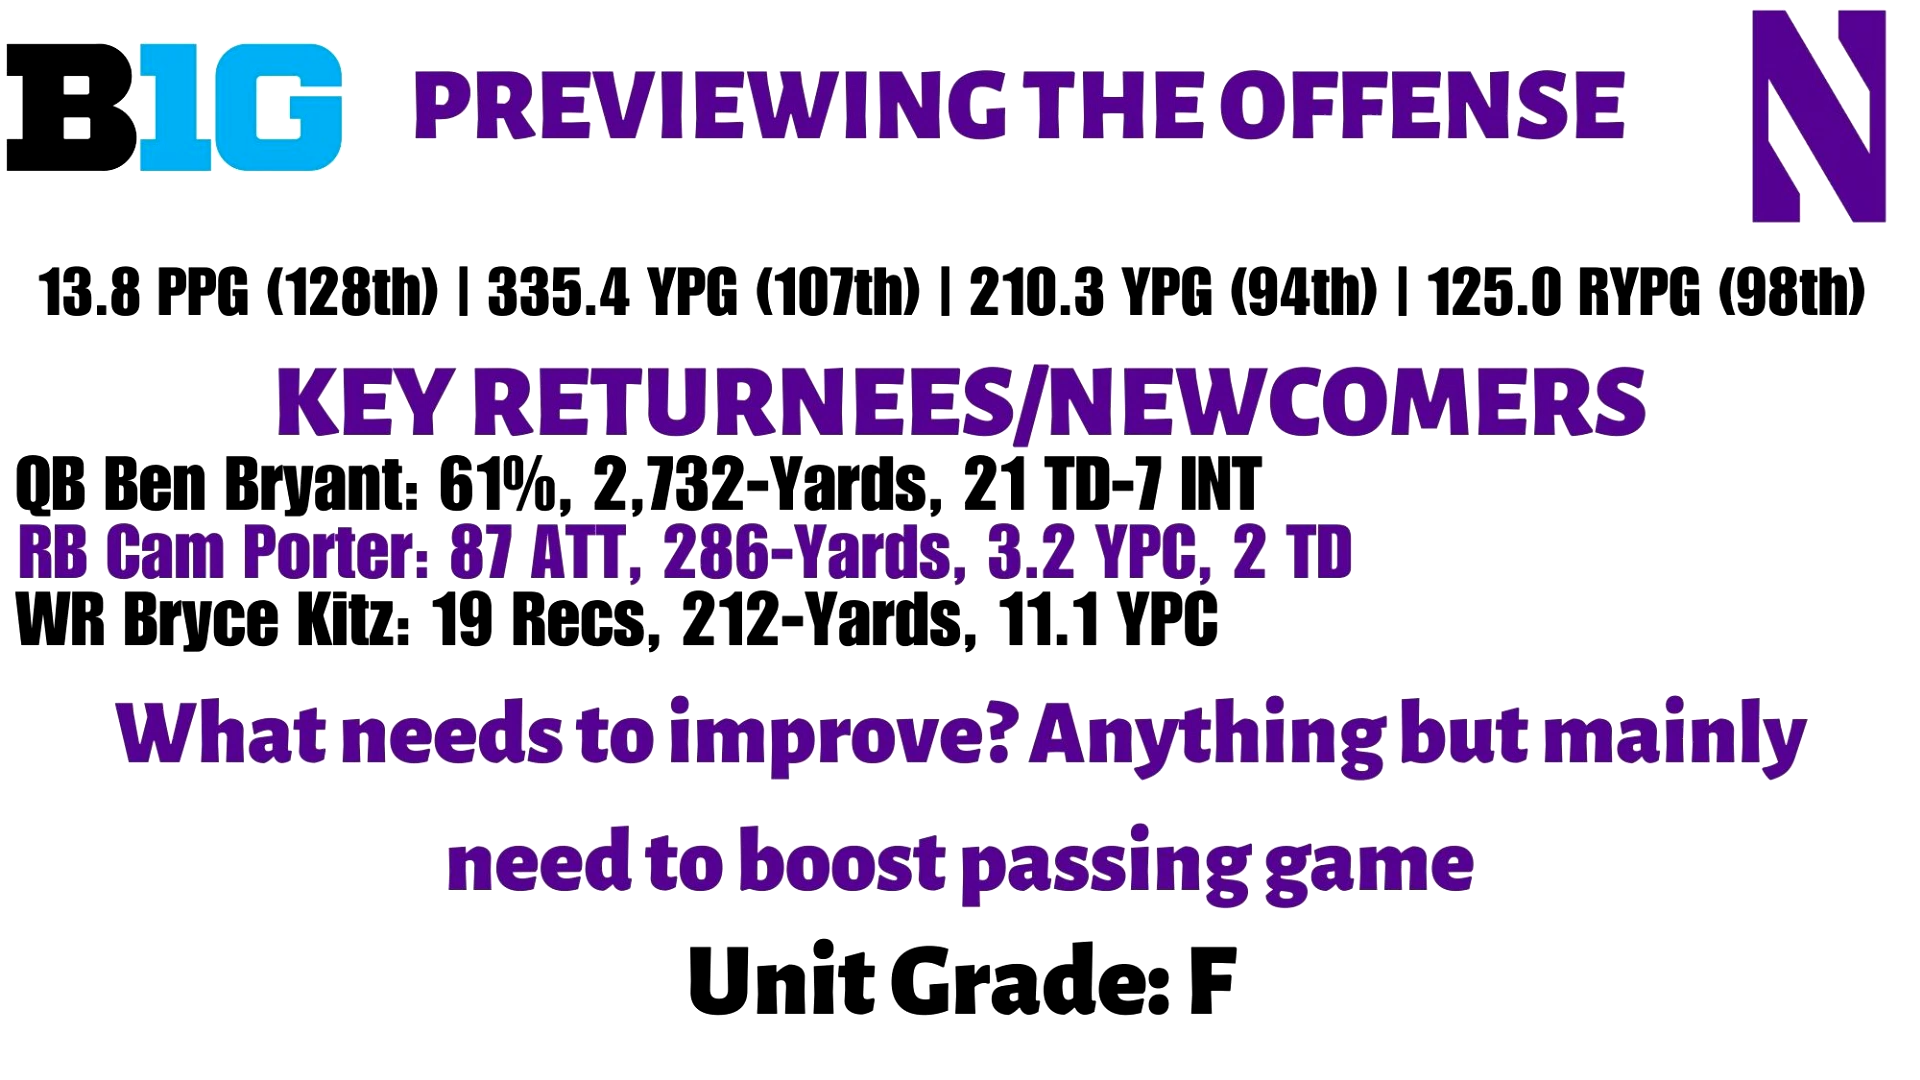 B1G PREVIEWING THE OFFENSE N
13.8 PPG (128th) | 335.4 YPG (107th) | 210.3 YPG (94th) | 125.0 RYPG (98th)
KEY RETURNEES/NEWCOMERS
QB Ben Bryant: 61%, 2,732-Yards, 21 TD-7 INT
RB Cam Porter: 87 ATT, 286-Yards, 3.2 YPC, 2 TD
WR Bryce Kitz: 19 Recs, 212-Yards, 11.1 YPC
What needs to improve? Anything but mainly
need to boost passing game
Unit Grade: F